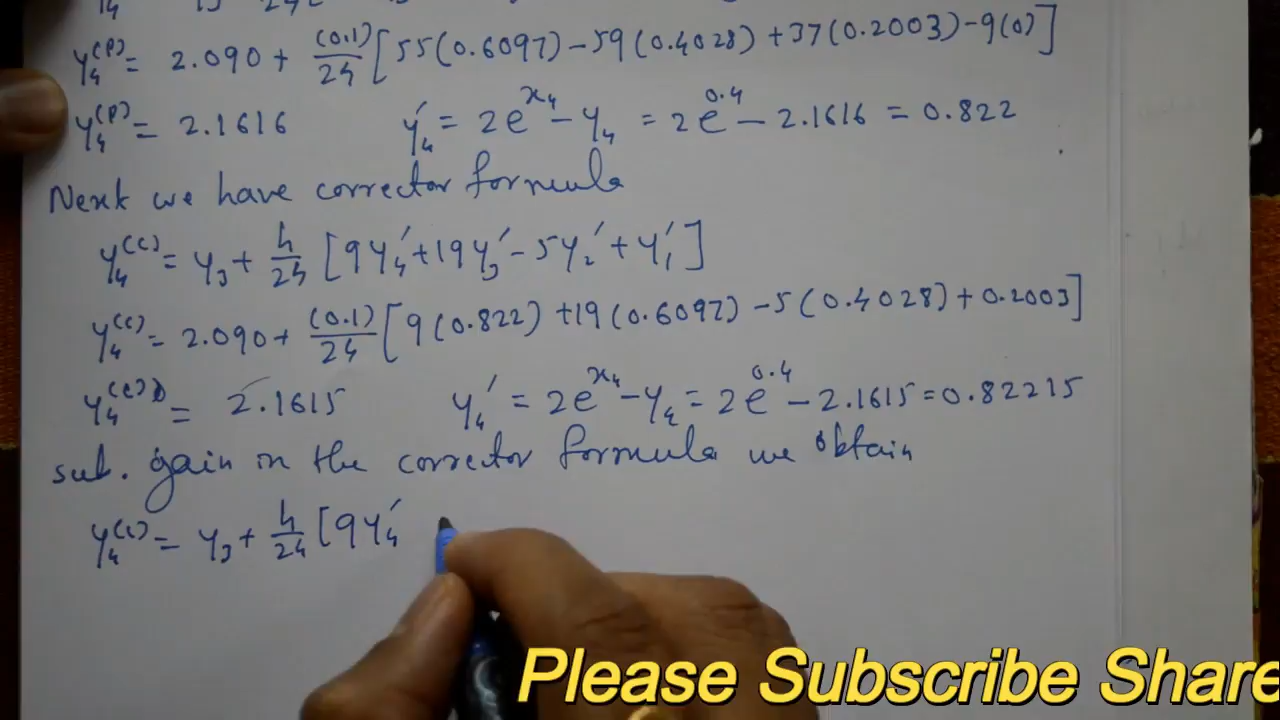 y₄⁽ᴾ⁾ = 2.090 + (0.1)/24 [55(0.6097) - 59(0.4028) + 37(0.2003) - 9(0)]
y₄⁽ᴾ⁾ = 2.1616 y₄′ = 2e^x₄ - y₄ = 2e^0.4 - 2.1616 = 0.822
Next we have corrector formula
y₄⁽ᶜ⁾ = y₃ + h/24 [9y₄′ + 19y₃′ - 5y₂′ + y₁′]
y₄⁽ᶜ⁾ = 2.090 + (0.1)/24 [9(0.822) + 19(0.6097) - 5(0.4028) + 0.2003]
y₄⁽ᶜ⁾ = 2.1615 y₄′ = 2e^x₄ - y₄ = 2e^0.4 - 2.1615 = 0.82215
sub. gain in the corrector formula we obtain
y₄⁽ᶜ⁾ = y₃ + h/24 [9y₄′
Please Subscribe Share